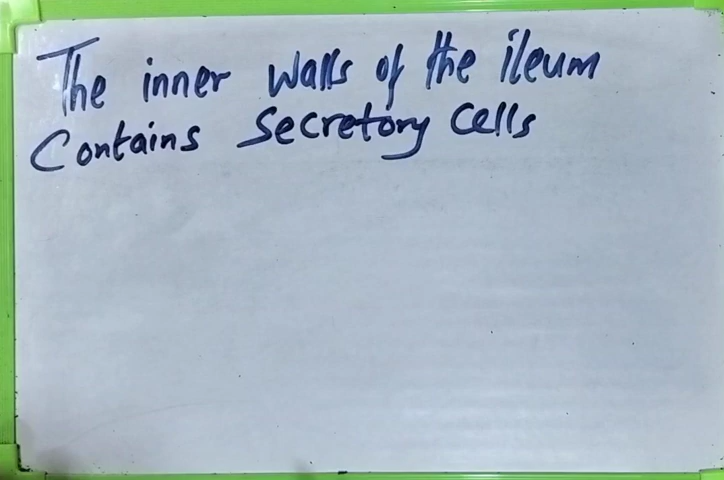 The inner walls of the ileum
Contains Secretory Cells